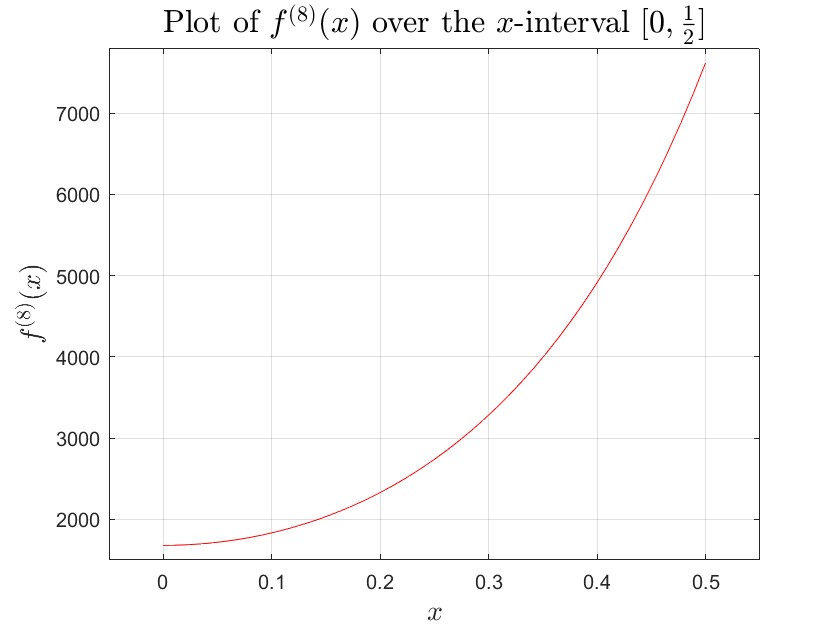 Plot of f^{(8)}(x) over the x-interval [0, \frac{1}{2}]
7000
6000
5000
4000
3000
2000
f^{(8)}(x)
0 0.1 0.2 0.3 0.4 0.5
x